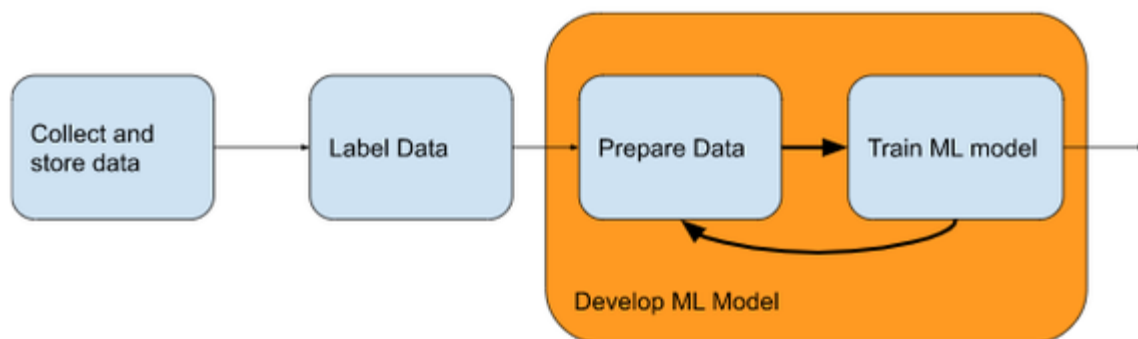 Collect and
store data
Label Data
Prepare Data
Train ML model
Develop ML Model